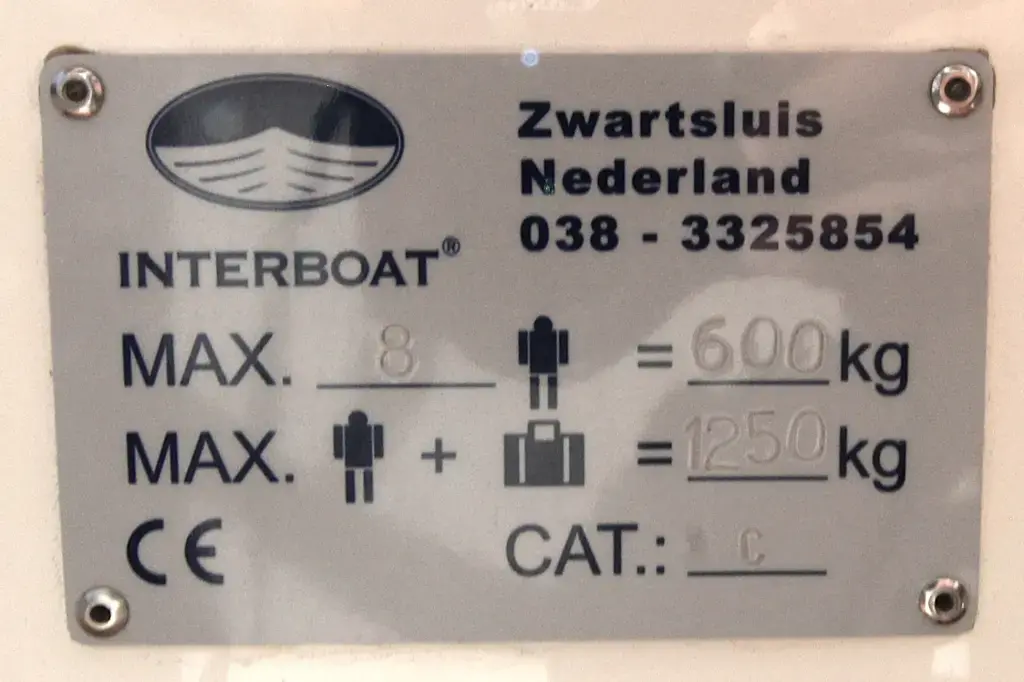 INTERBOAT®
Zwartsluis
Nederland
038 - 3325854
MAX. 8 = 600 kg
MAX. + = 1250 kg
CE CAT.: C